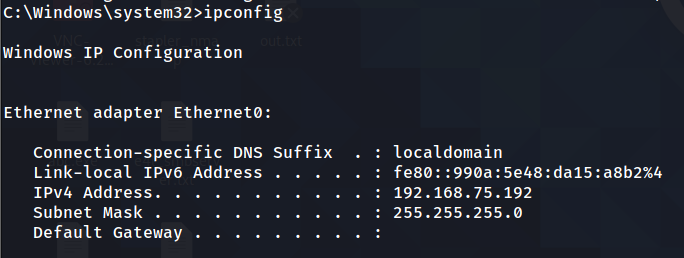 C:\Windows\system32>ipconfig
Windows IP Configuration
Ethernet adapter Ethernet0:
Connection-specific DNS Suffix  . : localdomain
Link-local IPv6 Address . . . . . : fe80::990a:5e48:da15:a8b2%4
IPv4 Address. . . . . . . . . . . : 192.168.75.192
Subnet Mask . . . . . . . . . . . : 255.255.255.0
Default Gateway . . . . . . . . . :